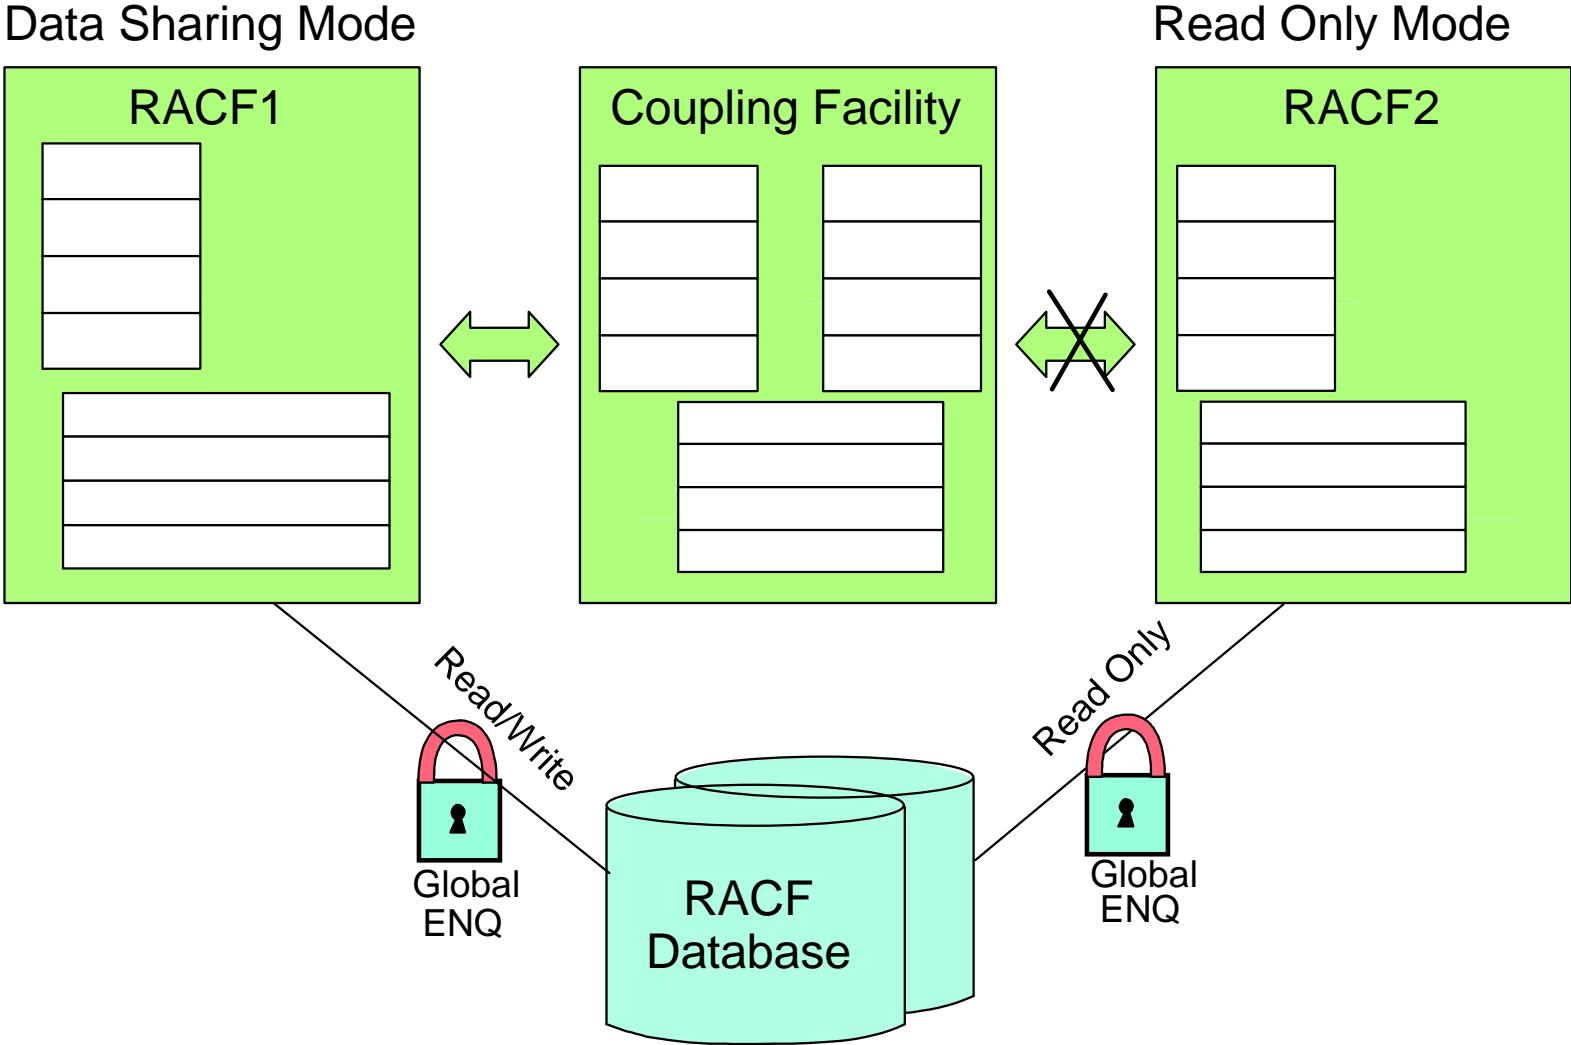 Data Sharing Mode
Read Only Mode
RACF1
Coupling Facility
RACF2
Read/Write
Read Only
Global
ENQ
Global
ENQ
RACF
Database